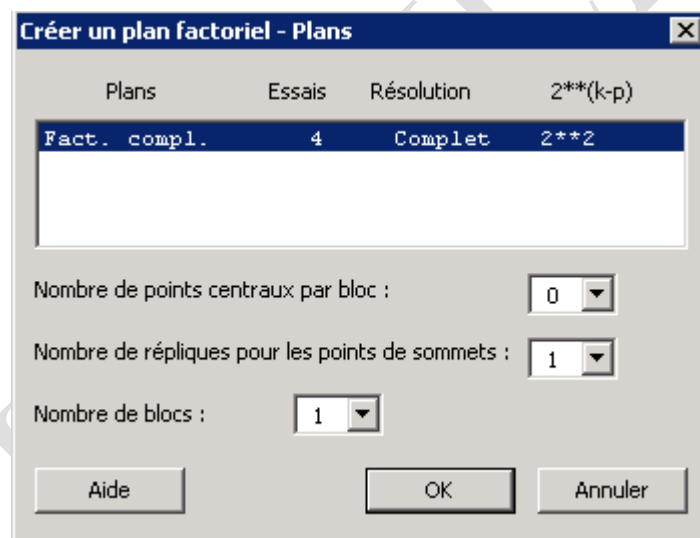 Créer un plan factoriel - Plans
Plans Essais Résolution 2**(k-p)
Fact. compl. 4 Complet 2**2
Nombre de points centraux par bloc : 0
Nombre de répliques pour les points de sommets : 1
Nombre de blocs : 1
Aide OK Annuler